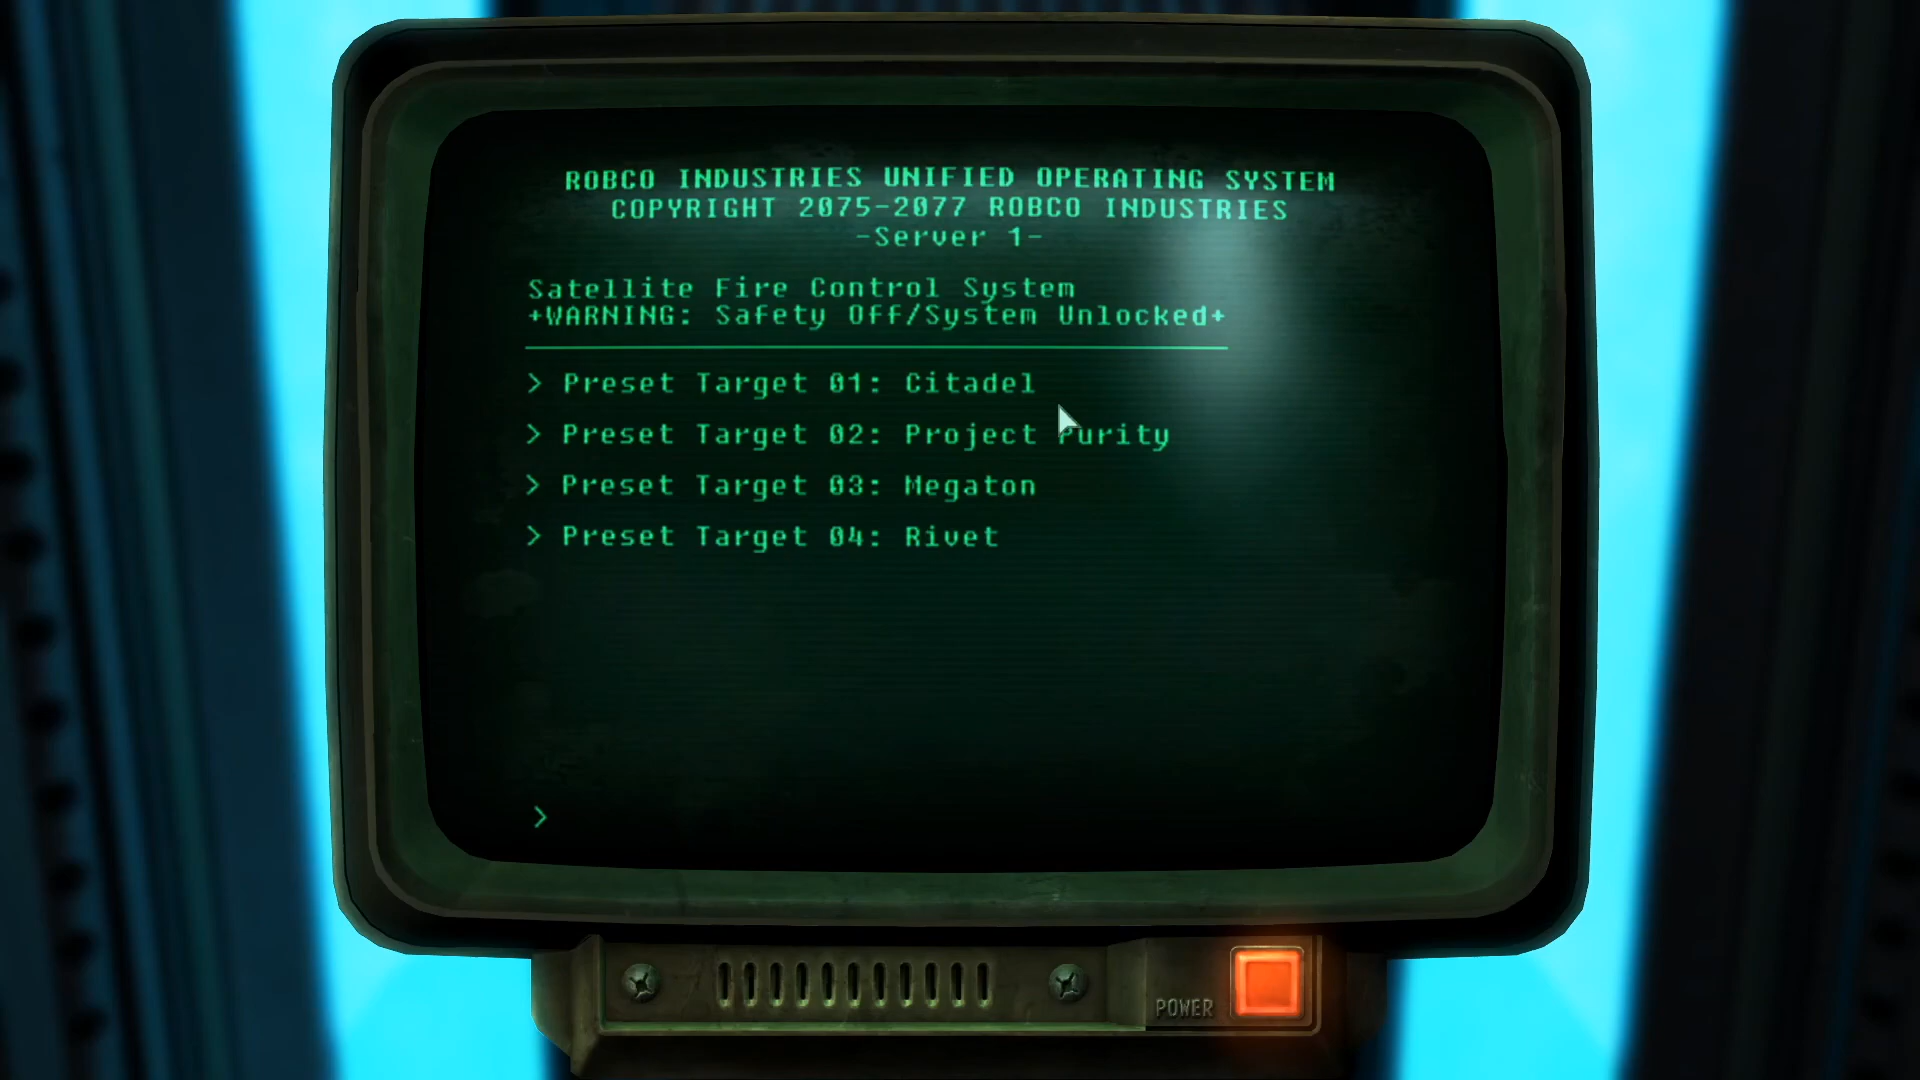 ROBCO INDUSTRIES UNIFIED OPERATING SYSTEM
COPYRIGHT 2075-2077 ROBCO INDUSTRIES
-Server 1-
Satellite Fire Control System
+WARNING: Safety Off/System Unlocked+
> Preset Target 01: Citadel
> Preset Target 02: Project Purity
> Preset Target 03: Megaton
> Preset Target 04: Rivet
>
POWER